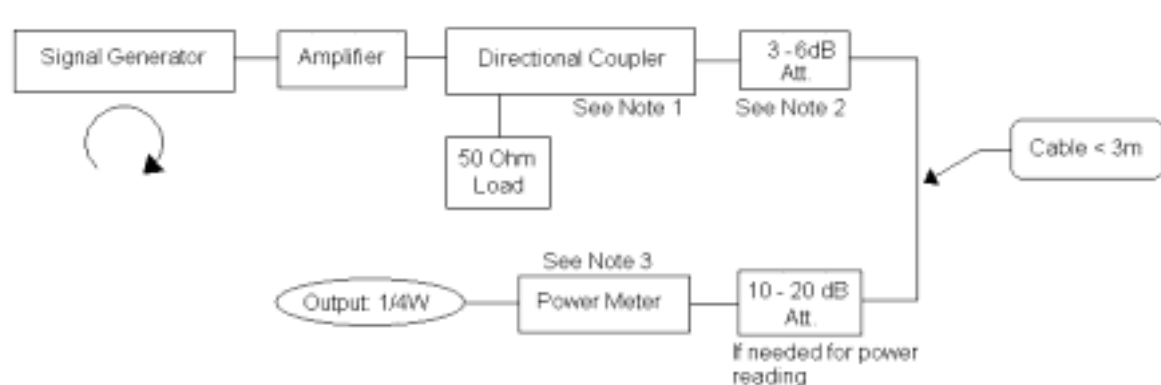 Signal Generator
Amplifier
Directional Coupler
3 - 6dB
Att.
See Note 1
See Note 2
50 Ohm
Load
Cable < 3m
See Note 3
Output: 1/4W
Power Meter
10 - 20 dB
Att.
If needed for power
reading